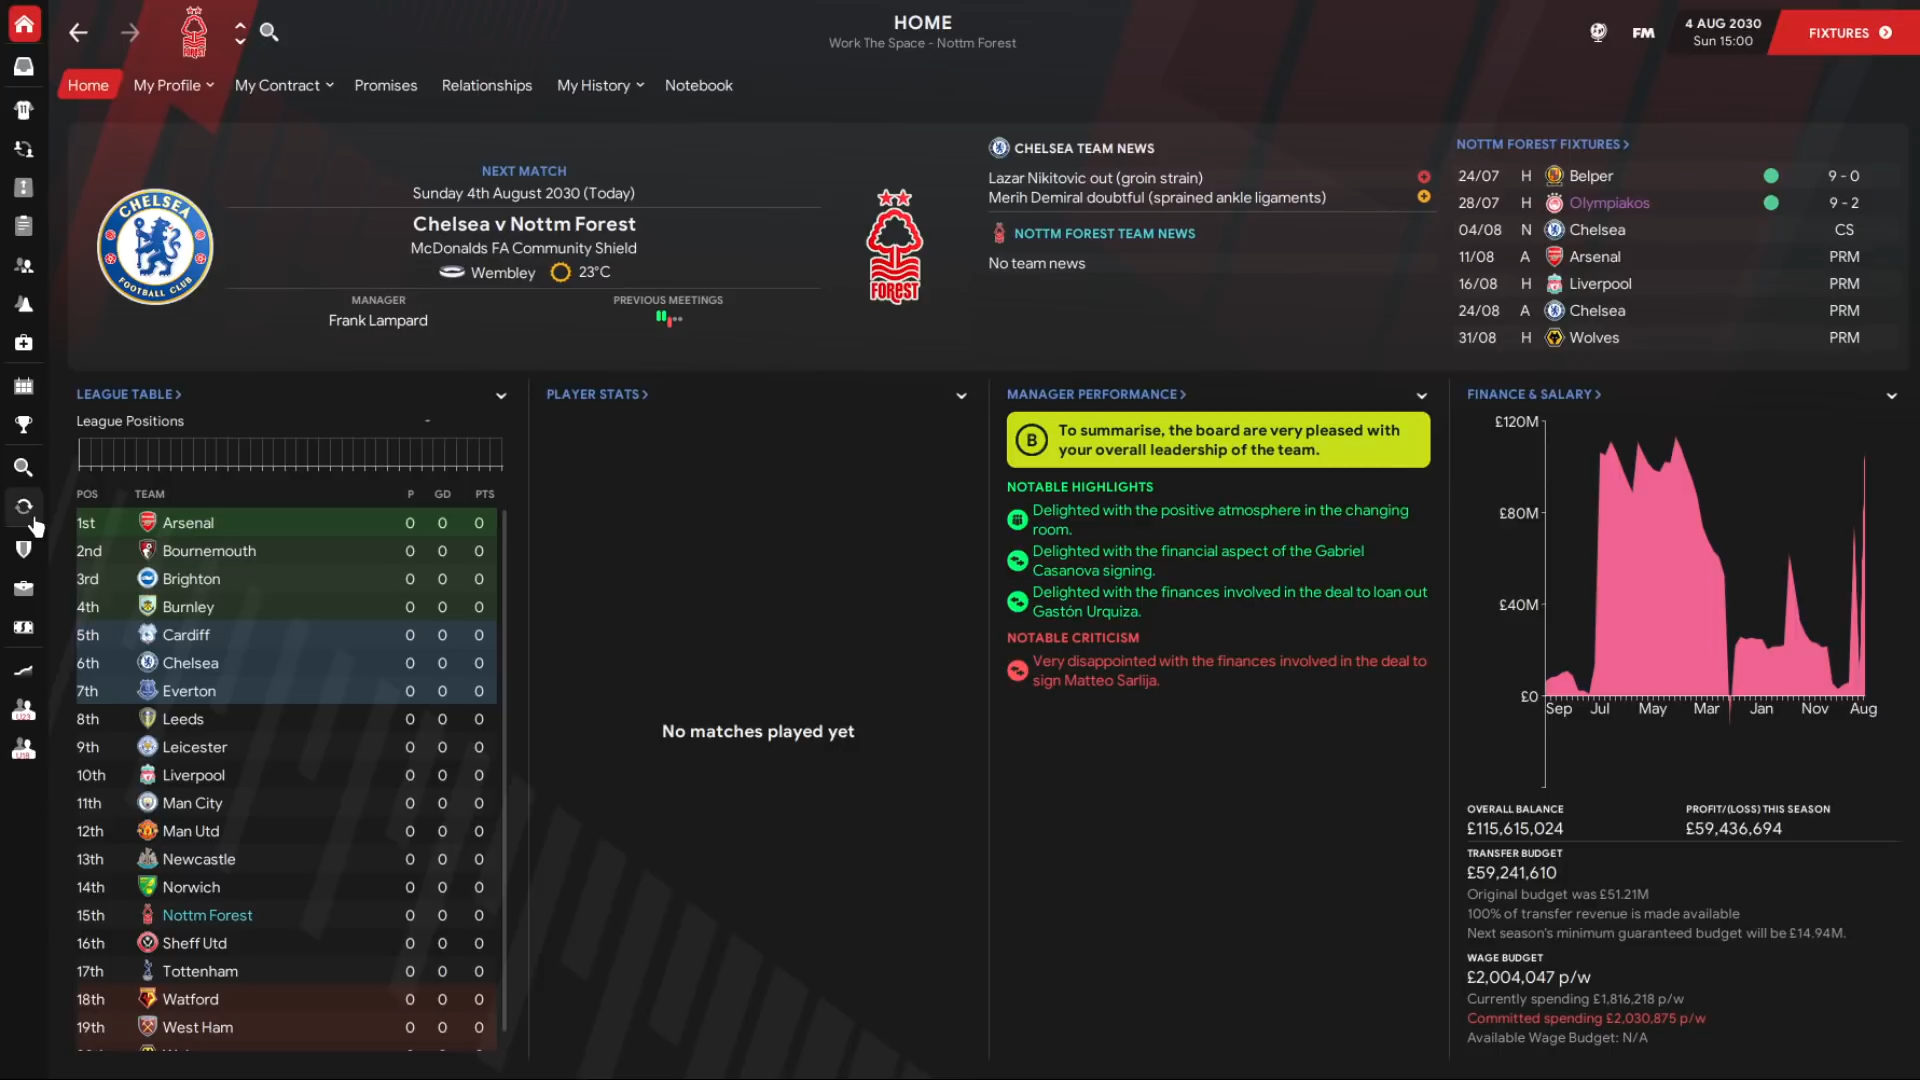 HOME
Work The Space - Nottm Forest
FM
4 AUG 2030
Sun 15:00
FIXTURES
Home
My Profile
My Contract
Promises
Relationships
My History
Notebook
NEXT MATCH
Sunday 4th August 2030 (Today)
Chelsea v Nottm Forest
McDonalds FA Community Shield
Wembley 23°C
MANAGER
Frank Lampard
PREVIOUS MEETINGS
CHELSEA
FOOTBALL CLUB
FOREST
CHELSEA TEAM NEWS
Lazar Nikitovic out (groin strain)
Merih Demiral doubtful (sprained ankle ligaments)
NOTTM FOREST TEAM NEWS
No team news
NOTTM FOREST FIXTURES >
24/07 H Belper 9 - 0
28/07 H Olympiakos 9 - 2
04/08 N Chelsea CS
11/08 A Arsenal PRM
16/08 H Liverpool PRM
24/08 A Chelsea PRM
31/08 H Wolves PRM
LEAGUE TABLE >
League Positions -
POS TEAM P GD PTS
1st Arsenal 0 0 0
2nd Bournemouth 0 0 0
3rd Brighton 0 0 0
4th Burnley 0 0 0
5th Cardiff 0 0 0
6th Chelsea 0 0 0
7th Everton 0 0 0
8th Leeds 0 0 0
9th Leicester 0 0 0
10th Liverpool 0 0 0
11th Man City 0 0 0
12th Man Utd 0 0 0
13th Newcastle 0 0 0
14th Norwich 0 0 0
15th Nottm Forest 0 0 0
16th Sheff Utd 0 0 0
17th Tottenham 0 0 0
18th Watford 0 0 0
19th West Ham 0 0 0
PLAYER STATS >
No matches played yet
MANAGER PERFORMANCE >
B
To summarise, the board are very pleased with
your overall leadership of the team.
NOTABLE HIGHLIGHTS
Delighted with the positive atmosphere in the changing
room.
Delighted with the financial aspect of the Gabriel
Casanova signing.
Delighted with the finances involved in the deal to loan out
Gastón Urquiza.
NOTABLE CRITICISM
Very disappointed with the finances involved in the deal to
sign Matteo Sarlija.
FINANCE & SALARY >
£120M
£80M
£40M
£0
Sep Jul May Mar Jan Nov Aug
OVERALL BALANCE
£115,615,024
PROFIT/(LOSS) THIS SEASON
£59,436,694
TRANSFER BUDGET
£59,241,610
Original budget was £51.21M
100% of transfer revenue is made available
Next season's minimum guaranteed budget will be £14.94M.
WAGE BUDGET
£2,004,047 p/w
Currently spending £1,816,218 p/w
Committed spending £2,030,875 p/w
Available Wage Budget: N/A